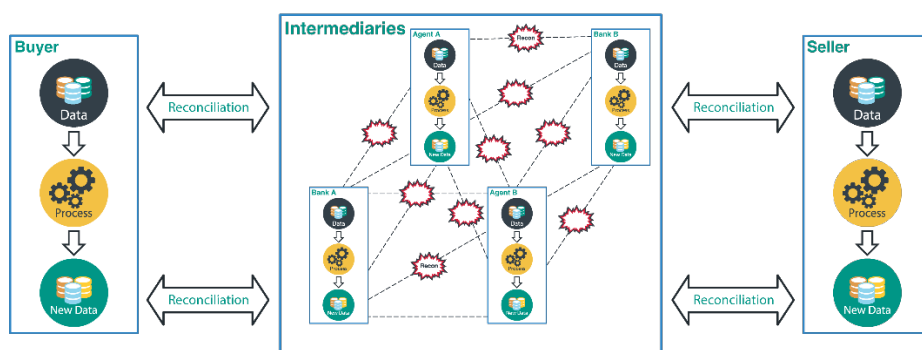 Buyer
Data
Process
New Data
Reconciliation
Reconciliation
Intermediaries
Agent A
Data
Process
New Data
Recon
Bank B
Data
Process
New Data
Bank A
Data
Process
New Data
Recon
Agent B
Data
Process
New Data
Reconciliation
Reconciliation
Seller
Data
Process
New Data